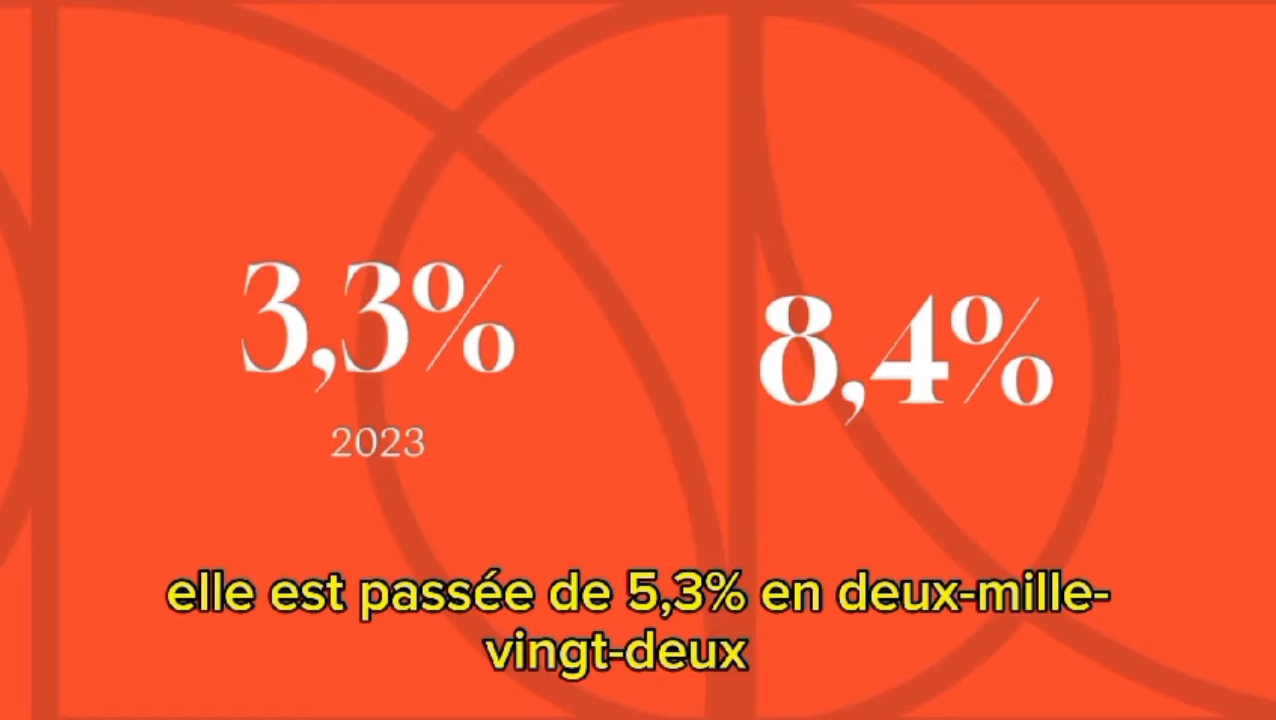 3,3%
2023
8,4%
elle est passée de 5,3% en deux-mille-
vingt-deux